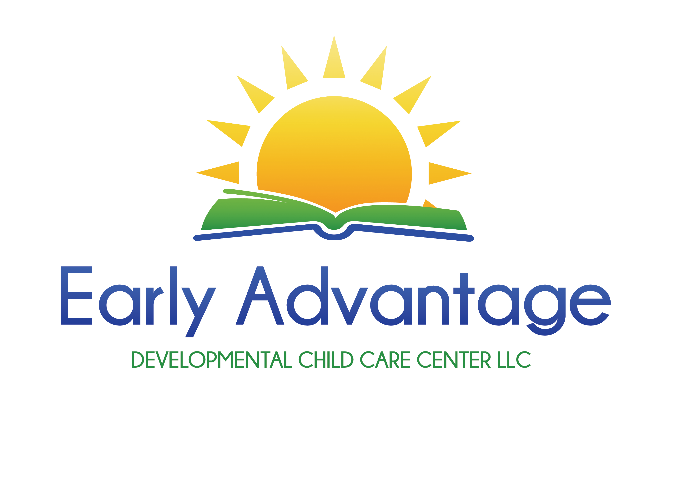 Early Advantage
DEVELOPMENTAL CHILD CARE CENTER LLC